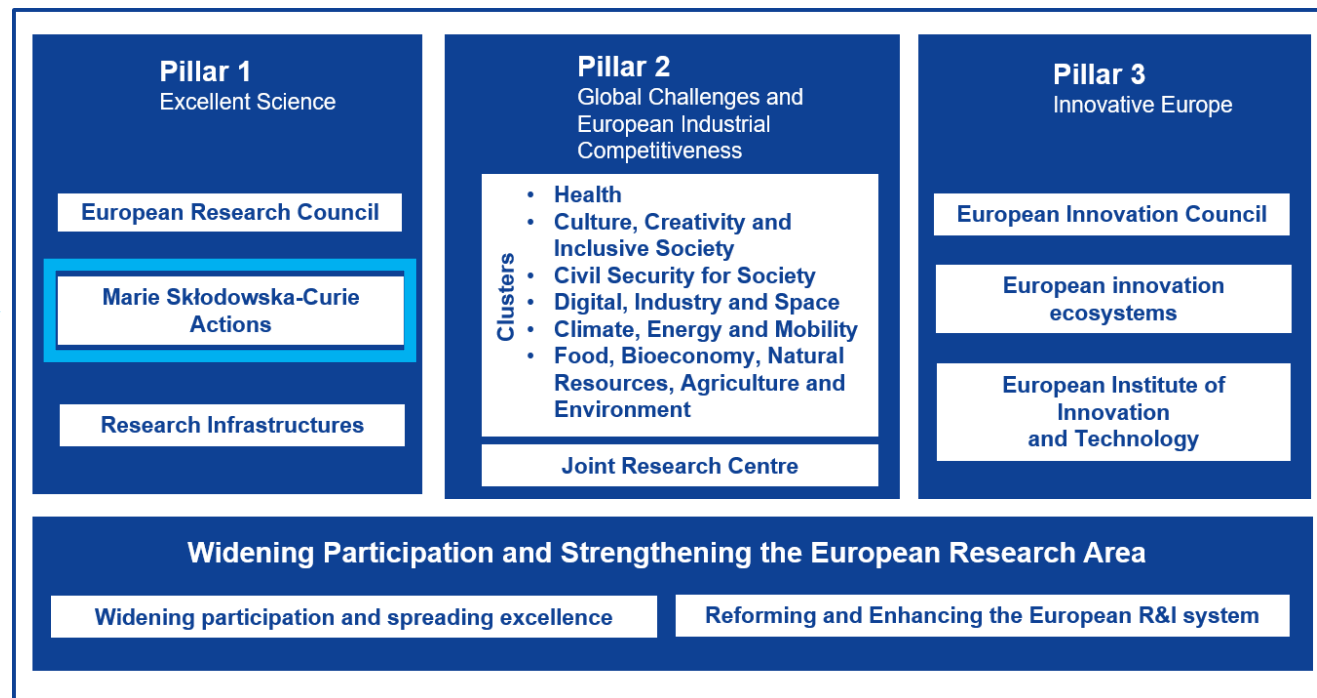 Pillar 1
Excellent Science
European Research Council
Marie Skłodowska-Curie
Actions
Research Infrastructures
Pillar 2
Global Challenges and
European Industrial
Competitiveness
Clusters
• Health
• Culture, Creativity and
Inclusive Society
• Civil Security for Society
• Digital, Industry and Space
• Climate, Energy and Mobility
• Food, Bioeconomy, Natural
Resources, Agriculture and
Environment
Joint Research Centre
Pillar 3
Innovative Europe
European Innovation Council
European innovation
ecosystems
European Institute of
Innovation
and Technology
Widening Participation and Strengthening the European Research Area
Widening participation and spreading excellence
Reforming and Enhancing the European R&I system